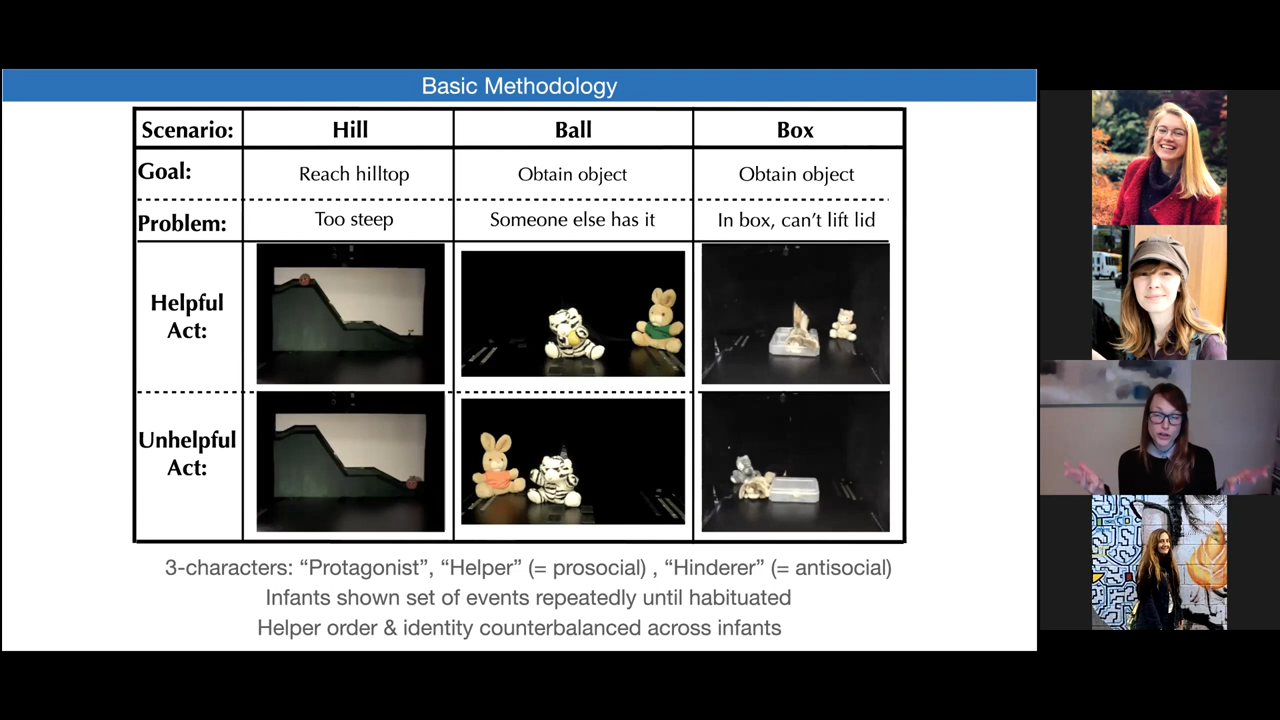 Basic Methodology
Scenario: Hill Ball Box
Goal: Reach hilltop Obtain object Obtain object
Problem: Too steep Someone else has it In box, can’t lift lid
Helpful
Act:
Unhelpful
Act:
3-characters: “Protagonist”, “Helper” (= prosocial) , “Hinderer” (= antisocial)
Infants shown set of events repeatedly until habituated
Helper order & identity counterbalanced across infants